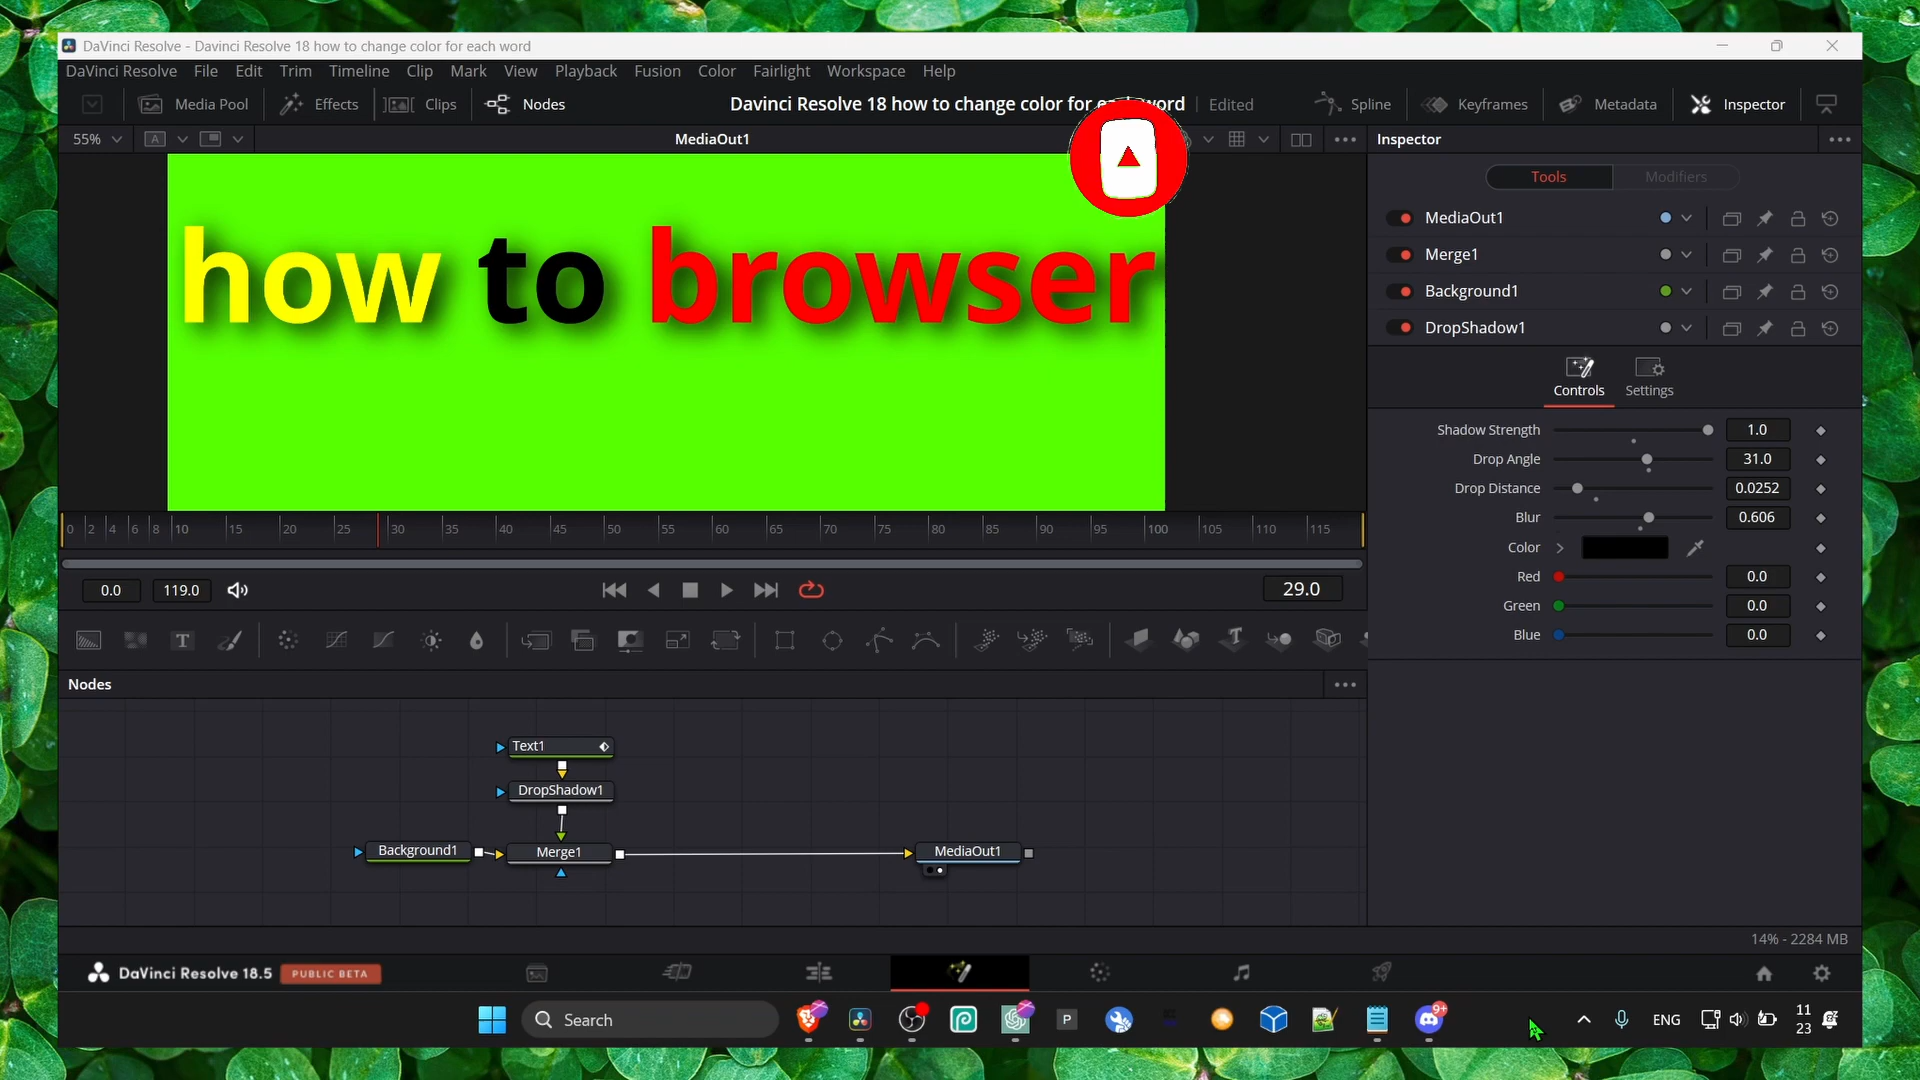 DaVinci Resolve - Davinci Resolve 18 how to change color for each word
DaVinci Resolve File Edit Trim Timeline Clip Mark View Playback Fusion Color Fairlight Workspace Help
Media Pool Effects Clips Nodes Davinci Resolve 18 how to change color for each word Edited Spline Keyframes Metadata Inspector
55% A MediaOut1 Inspector
Tools Modifiers
MediaOut1
Merge1
Background1
DropShadow1
how to browser
Controls Settings
Shadow Strength 1.0
Drop Angle 31.0
Drop Distance 0.0252
Blur 0.606
Color
Red 0.0
Green 0.0
Blue 0.0
0 2 4 6 8 10 15 20 25 30 35 40 45 50 55 60 65 70 75 80 85 90 95 100 105 110 115
0.0 119.0 29.0
T T
Nodes
Text1
DropShadow1
Background1 Merge1 MediaOut1
14% - 2284 MB
DaVinci Resolve 18.5 PUBLIC BETA
Search P 9+ ENG 11
23